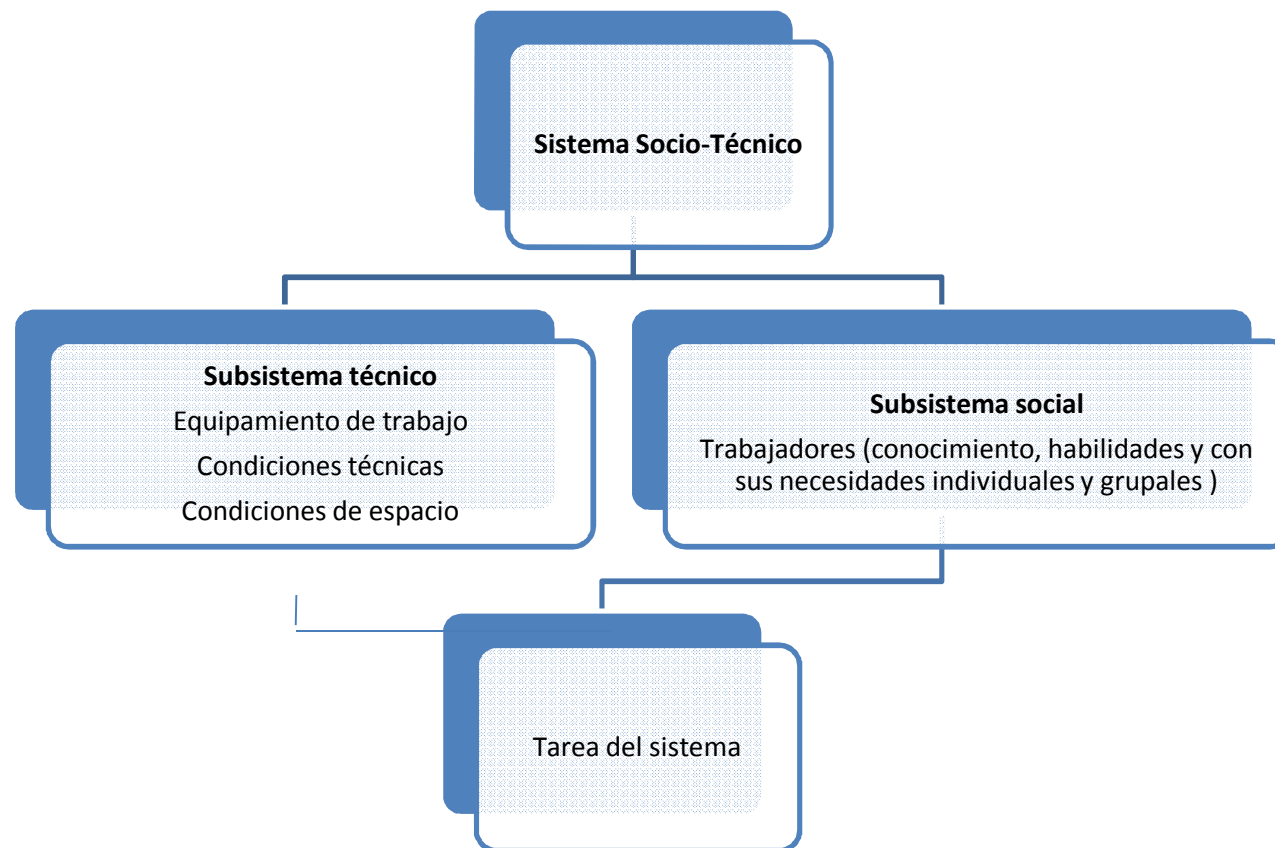 Sistema Socio-Técnico
Subsistema técnico
Equipamiento de trabajo
Condiciones técnicas
Condiciones de espacio
Subsistema social
Trabajadores (conocimiento, habilidades y con
sus necesidades individuales y grupales )
Tarea del sistema